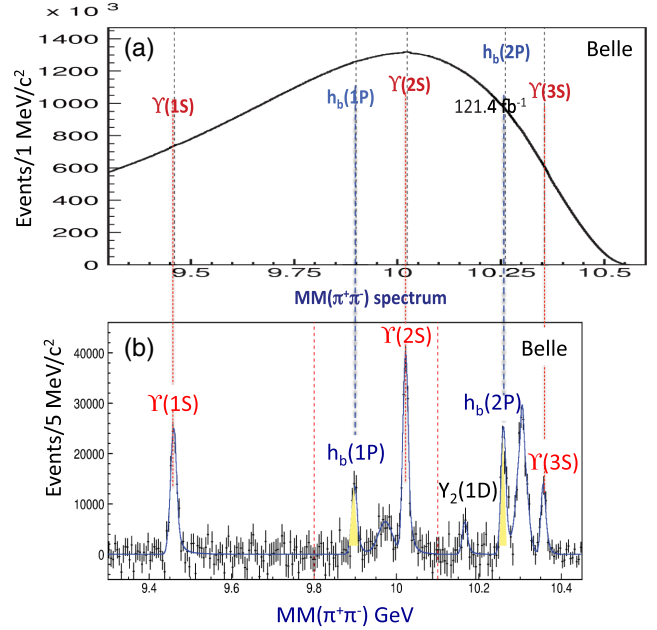 × 10³
(a)
Belle
1400
1200
1000
800
600
400
200
0
Events/1 MeV/c²
ϒ(1S)
h_b(1P)
ϒ(2S)
h_b(2P)
121.4 fb⁻¹
ϒ(3S)
9.5 9.75 10 10.25 10.5
MM(π⁺π⁻) spectrum
(b)
Belle
40000
30000
20000
10000
0
Events/5 MeV/c²
ϒ(1S)
h_b(1P)
ϒ(2S)
Y₂(1D)
h_b(2P)
ϒ(3S)
9.4 9.6 9.8 10 10.2 10.4
MM(π⁺π⁻) GeV